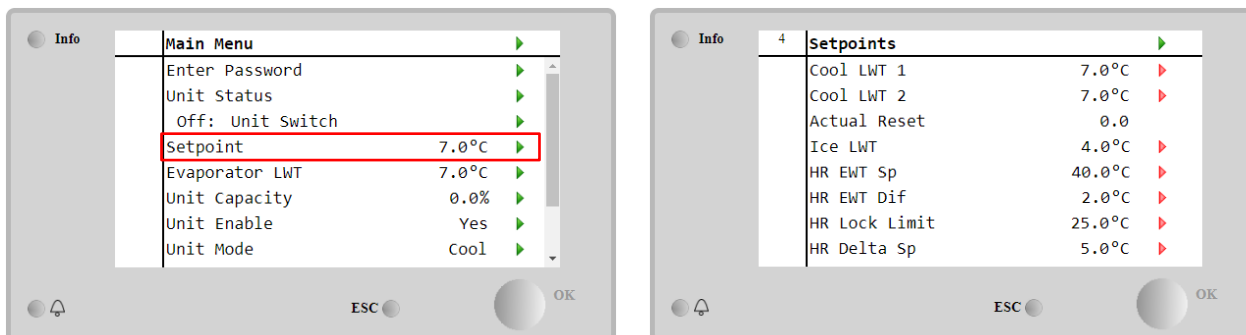 Info
Main Menu
Enter Password
Unit Status
Off: Unit Switch
Setpoint 7.0°C
Evaporator LWT 7.0°C
Unit Capacity 0.0%
Unit Enable Yes
Unit Mode Cool
ESC
OK
Info
4 Setpoints
Cool LWT 1 7.0°C
Cool LWT 2 7.0°C
Actual Reset 0.0
Ice LWT 4.0°C
HR EWT Sp 40.0°C
HR EWT Dif 2.0°C
HR Lock Limit 25.0°C
HR Delta Sp 5.0°C
ESC
OK